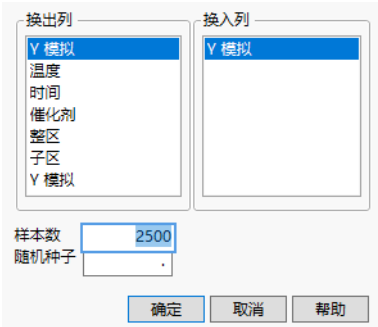 换出列
Y 模拟
温度
时间
催化剂
整区
子区
Y 模拟
换入列
Y 模拟
样本数 2500
随机种子 .
确定 取消 帮助